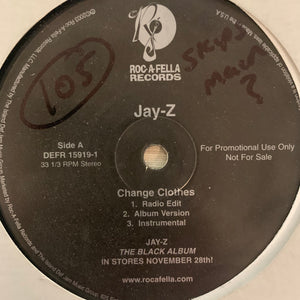 ROC-A-FELLA
RECORDS
105
Jay-Z
Side A
DEFR 15919-1
33 1/3 RPM Stereo
For Promotional Use Only
Not For Sale
Change Clothes
1. Radio Edit
2. Album Version
3. Instrumental
JAY-Z
THE BLACK ALBUM
IN STORES NOVEMBER 28th!
www.rocafella.com